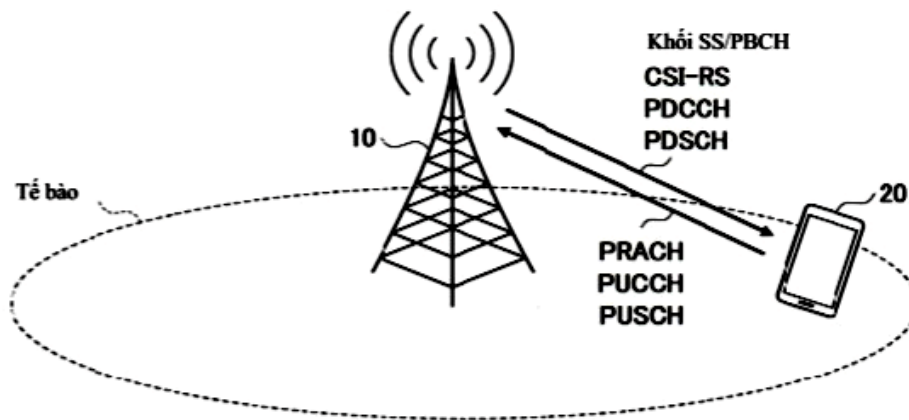 Khối SS/PBCH
CSI-RS
PDCCH
PDSCH
10
Tế bào
20
PRACH
PUCCH
PUSCH